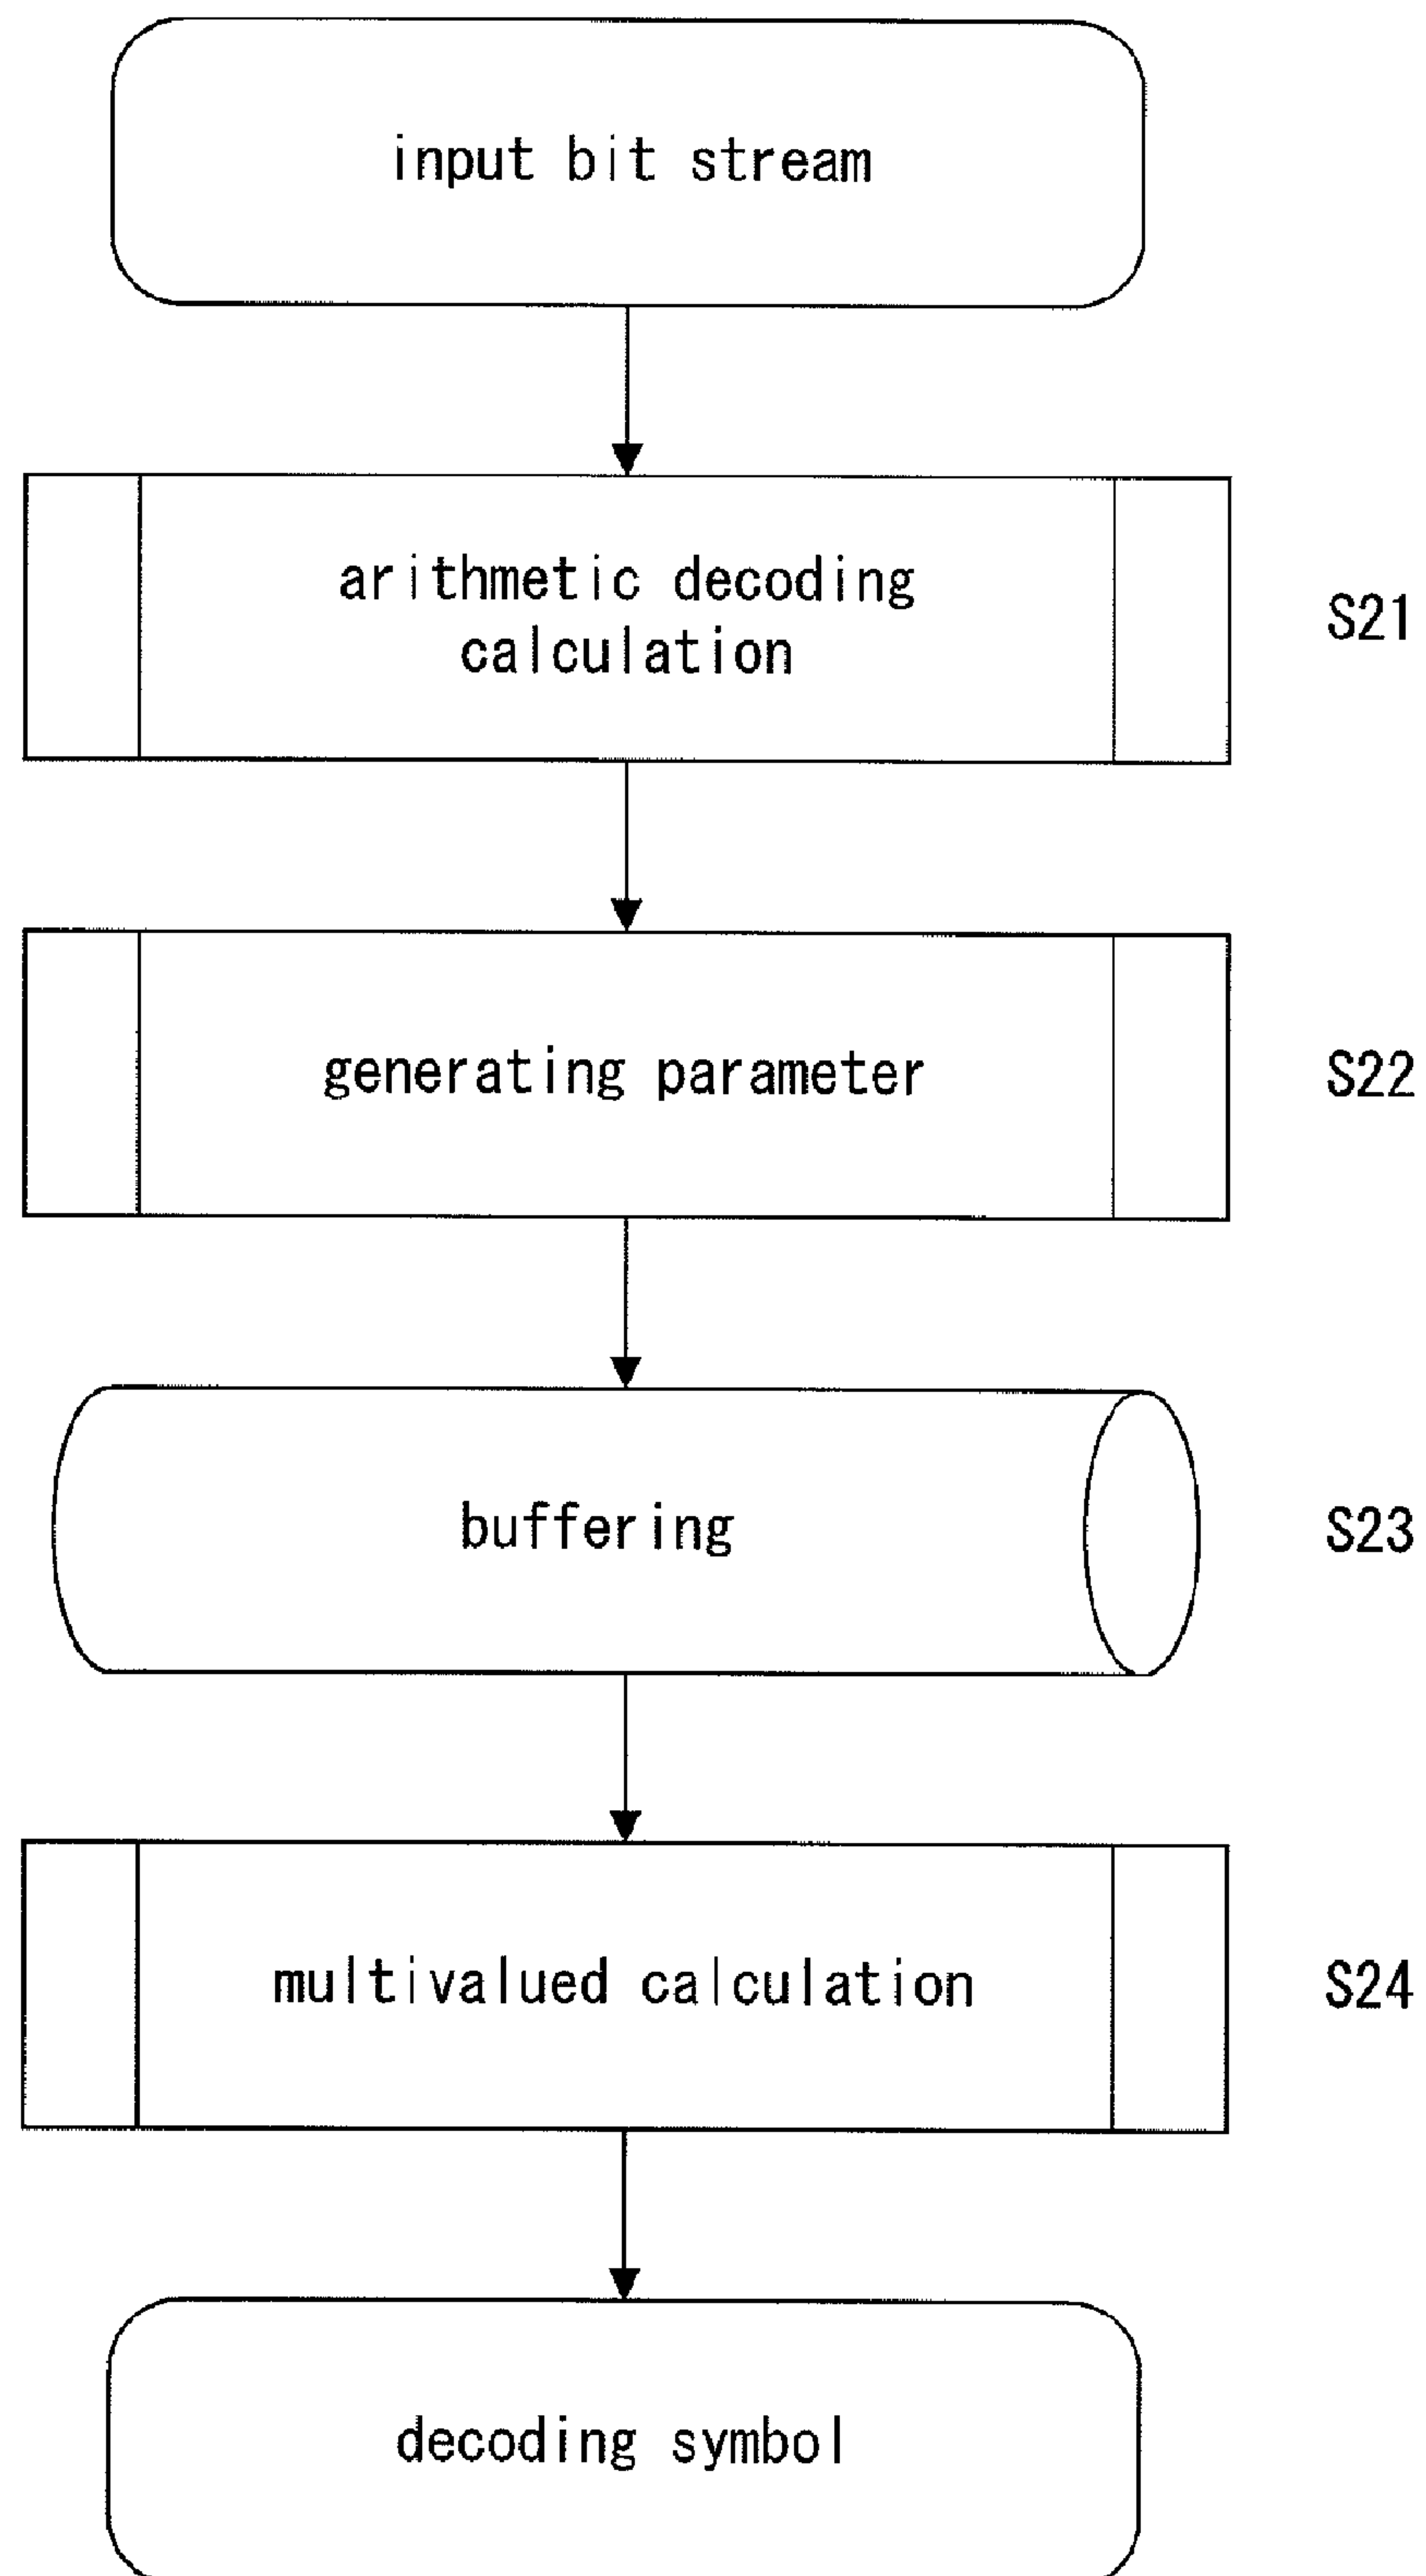 input bit stream
arithmetic decoding
calculation
S21
generating parameter
S22
buffering
S23
multivalued calculation
S24
decoding symbol